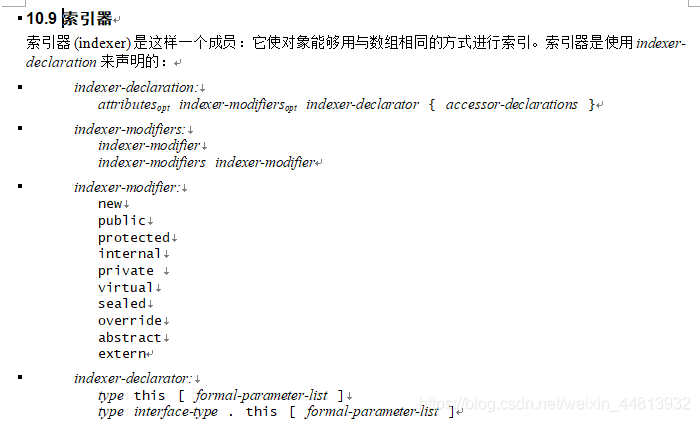 10.9 索引器
索引器 (indexer) 是这样一个成员：它使对象能够用与数组相同的方式进行索引。索引器是使用 indexer-
declaration 来声明的：
indexer-declaration:
attributesopt indexer-modifiersopt indexer-declarator { accessor-declarations }
indexer-modifiers:
indexer-modifier
indexer-modifiers indexer-modifier
indexer-modifier:
new
public
protected
internal
private
virtual
sealed
override
abstract
extern
indexer-declarator:
type this [ formal-parameter-list ]
type interface-type . this [ formal-parameter-list ]
https://blog.csdn.net/weixin_44813932